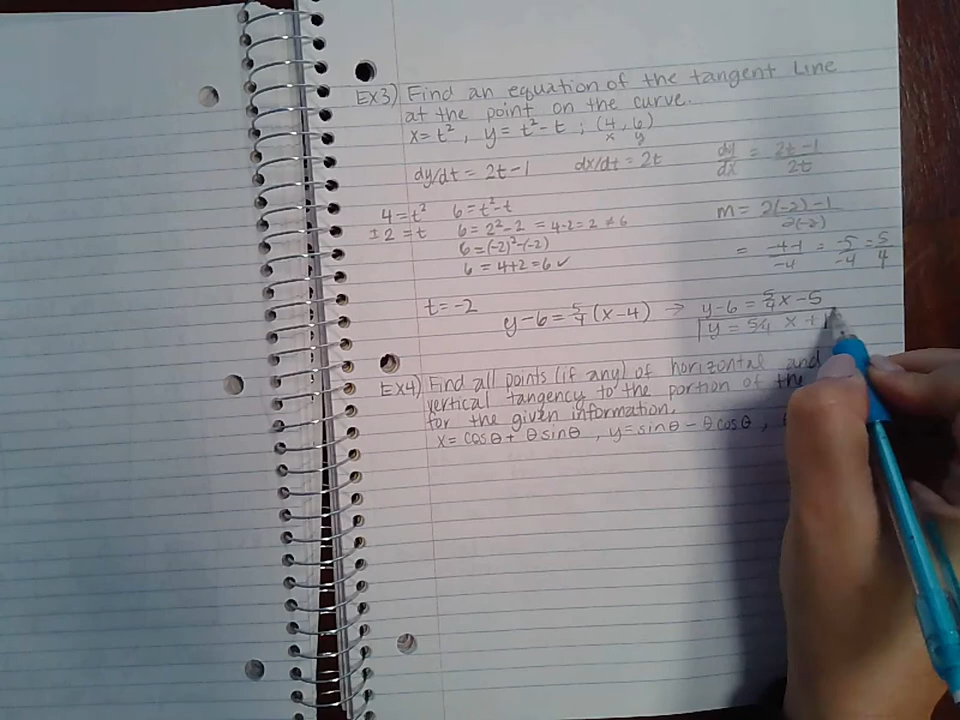 Ex3) Find an equation of the tangent Line
at the point on the curve.
x = t², y = t² - t ; (4, 6)
x y
dy/dt = 2t - 1 dx/dt = 2t dy/dx = 2t - 1 / 2t
4 = t² 6 = t² - t m = 2(-2) - 1 / 2(-2)
±2 = t 6 = 2² - 2 = 4 - 2 = 2 ≠ 6
6 = (-2)² - (-2) = -4-1 / -4 = -5/-4 = 5/4
6 = 4 + 2 = 6 ✓
t = -2 y - 6 = 5/4 (x - 4) → y - 6 = 5/4 x - 5
y = 5/4 x + 1
Ex4) Find all points (if any) of horizontal and
vertical tangency to the portion of the
for the given information.
x = cosθ + θsinθ , y = sinθ - θcosθ ,